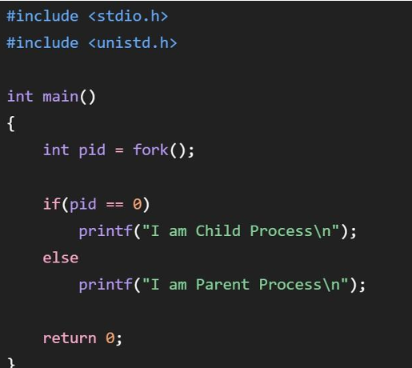 #include <stdio.h>
#include <unistd.h>
int main()
{
    int pid = fork();
    if(pid == 0)
        printf("I am Child Process\n");
    else
        printf("I am Parent Process\n");
    return 0;
}